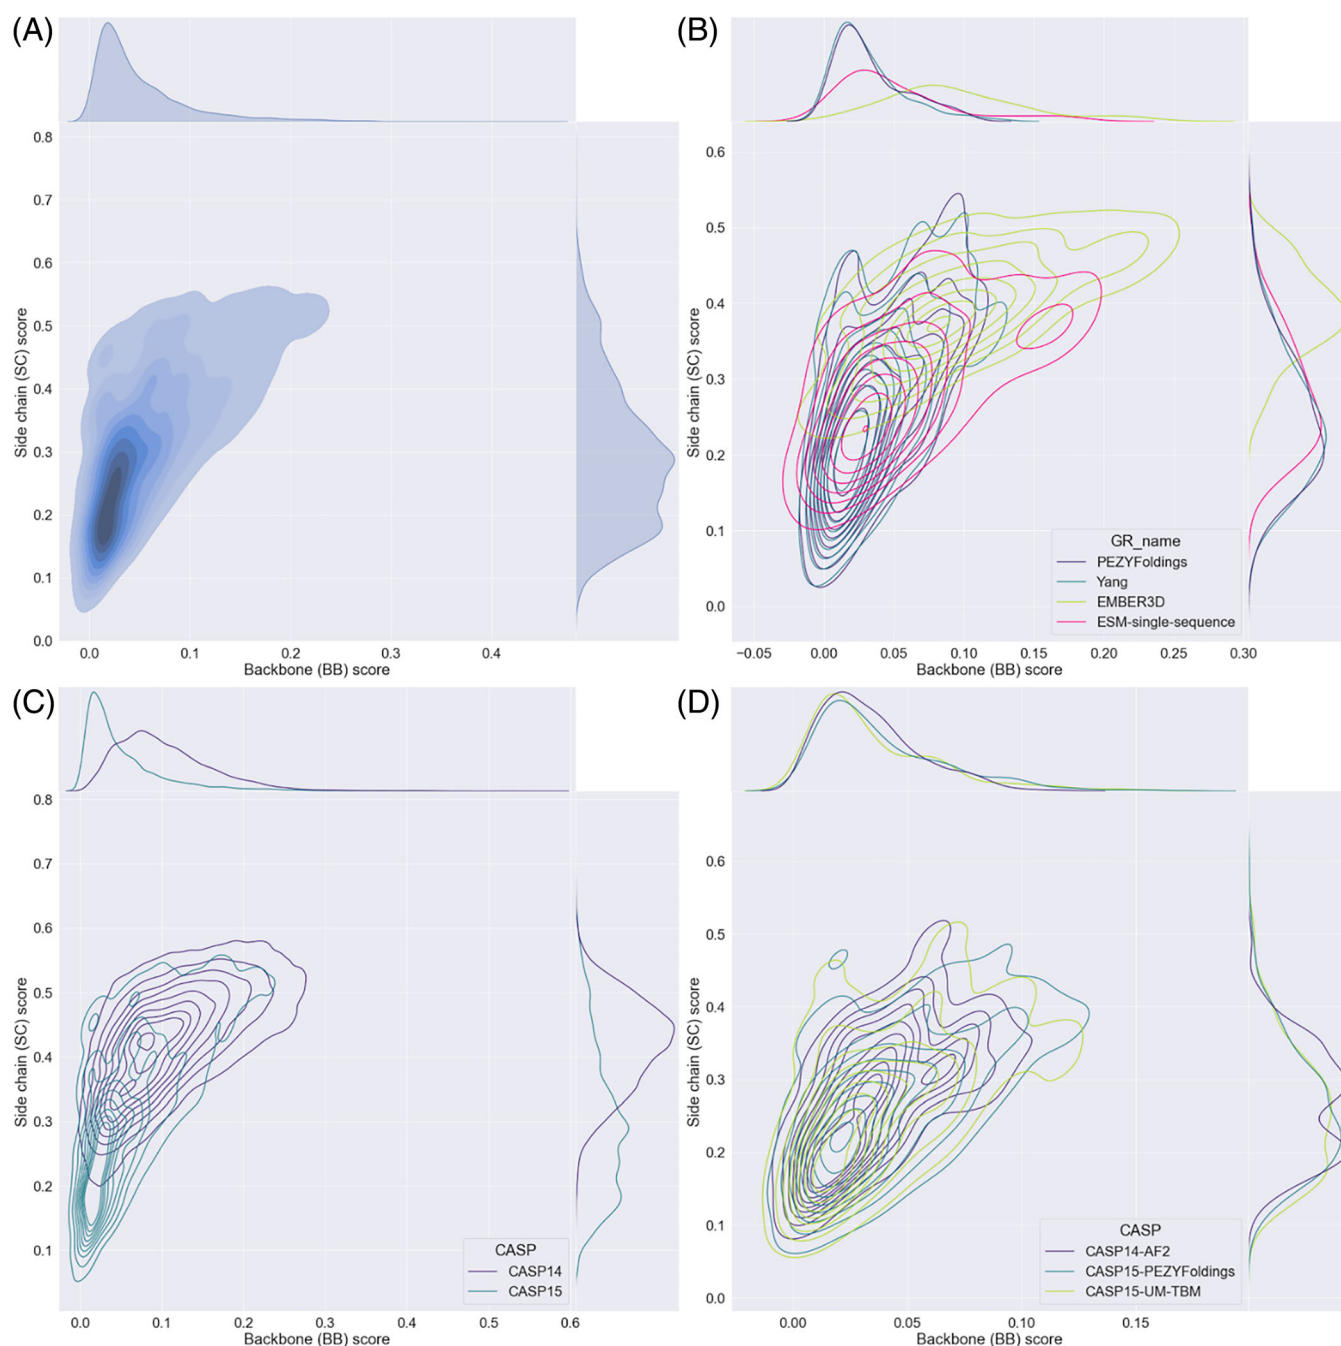 (A)
0.8
0.7
0.6
0.5
0.4
0.3
0.2
0.1
0.0
Side chain (SC) score
0.0 0.1 0.2 0.3 0.4
Backbone (BB) score
(B)
0.6
0.5
0.4
0.3
0.2
0.1
0.0
Side chain (SC) score
GR_name
PEZYFoldings
Yang
EMBER3D
ESM-single-sequence
−0.05 0.00 0.05 0.10 0.15 0.20 0.25 0.30
Backbone (BB) score
(C)
0.8
0.7
0.6
0.5
0.4
0.3
0.2
0.1
Side chain (SC) score
CASP
CASP14
CASP15
0.0 0.1 0.2 0.3 0.4 0.5 0.6
Backbone (BB) score
(D)
0.6
0.5
0.4
0.3
0.2
0.1
0.0
Side chain (SC) score
CASP
CASP14-AF2
CASP15-PEZYFoldings
CASP15-UM-TBM
0.00 0.05 0.10 0.15
Backbone (BB) score